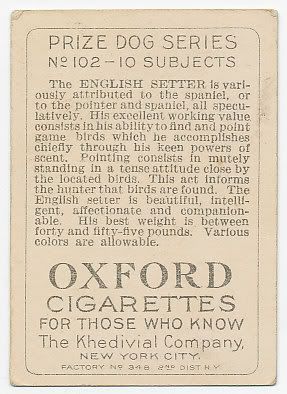 PRIZE DOG SERIES
No 102-10 SUBJECTS
The ENGLISH SETTER is vari-
ously attributed to the spaniel, or
to the pointer and spaniel, all specu-
latively. His excellent working value
consists in his ability to find and point
game birds which he accomplishes
chiefly through his keen powers of
scent. Pointing consists in mutely
standing in a tense attitude close by
the located birds. This act informs
the hunter that birds are found. The
English setter is beautiful, intelli-
gent, affectionate and companion-
able. His best weight is between
forty and fifty-five pounds. Various
colors are allowable.
OXFORD
CIGARETTES
FOR THOSE WHO KNOW
The Khedivial Company,
NEW YORK CITY.
FACTORY No 348 2ND DIST. N.Y.